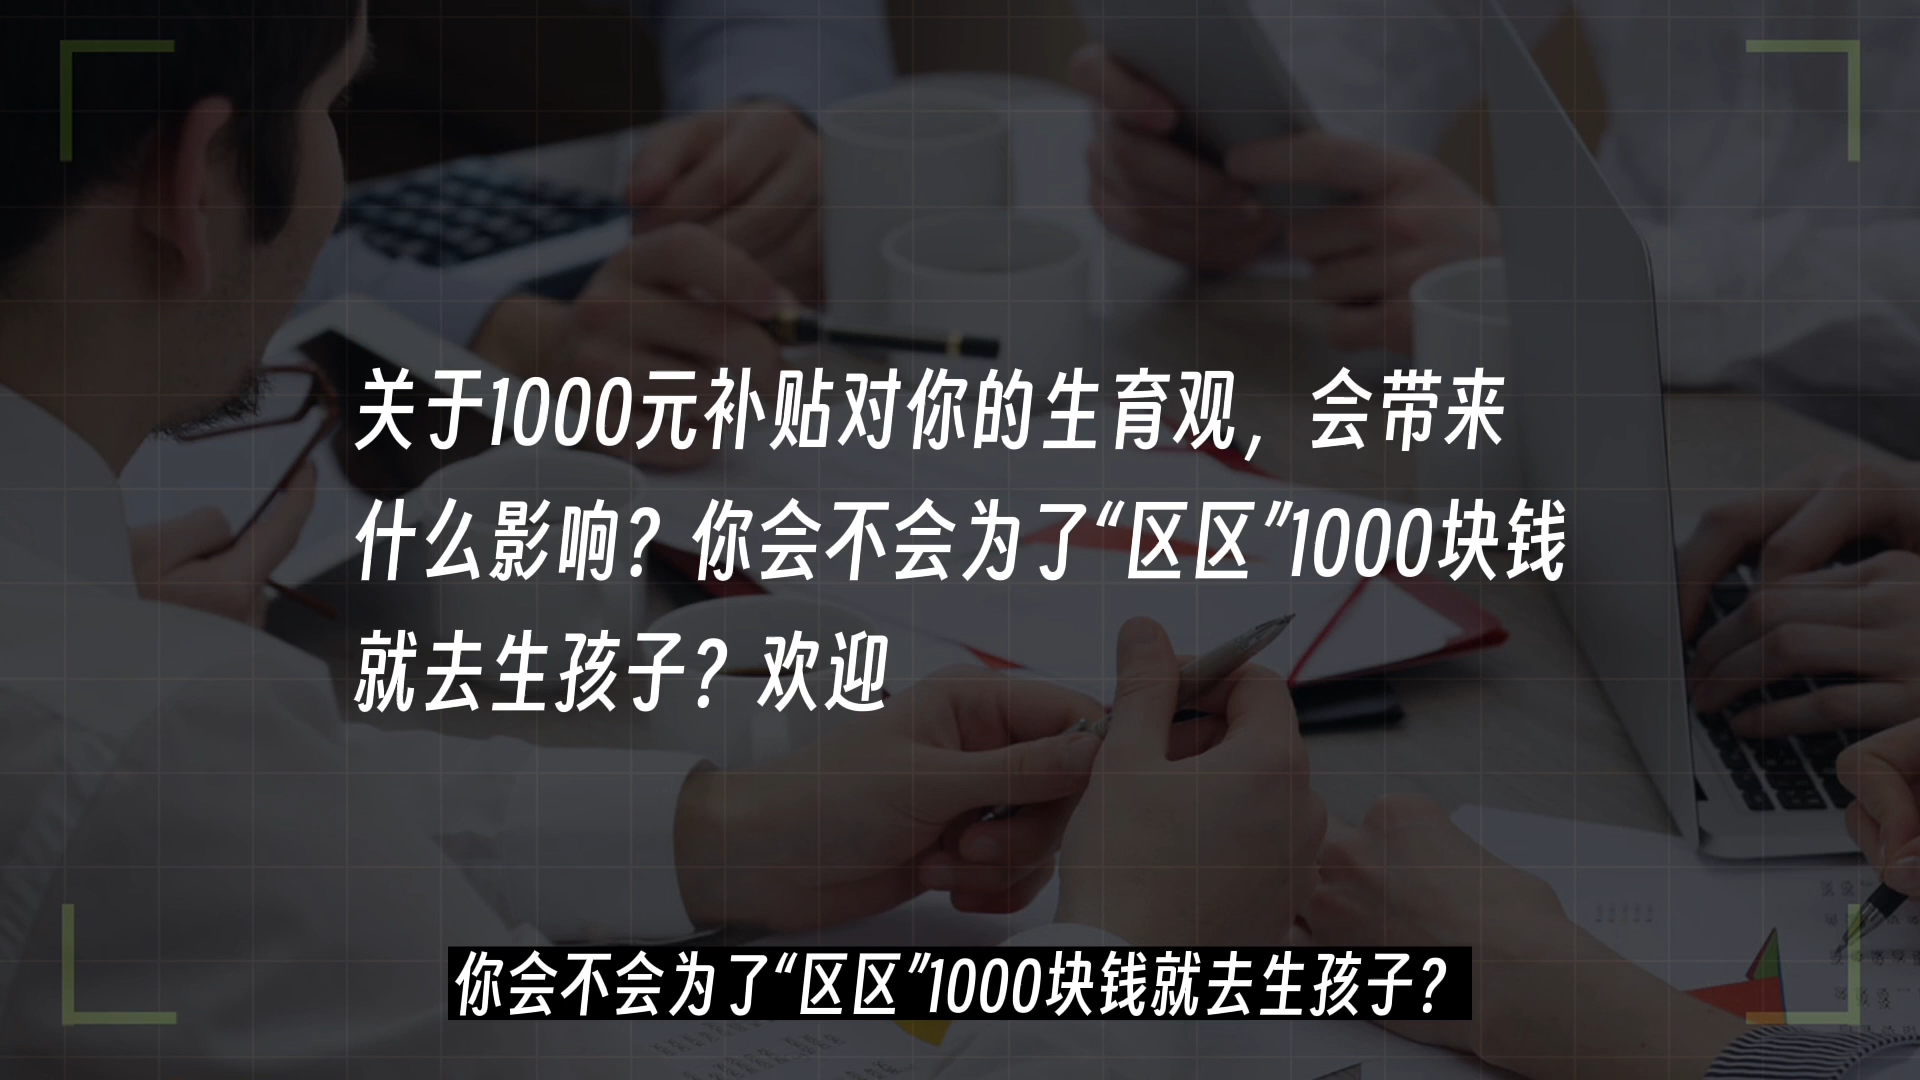 关于1000元补贴对你的生育观，会带来
什么影响？你会不会为了“区区”1000块钱
就去生孩子？欢迎
你会不会为了“区区”1000块钱就去生孩子？